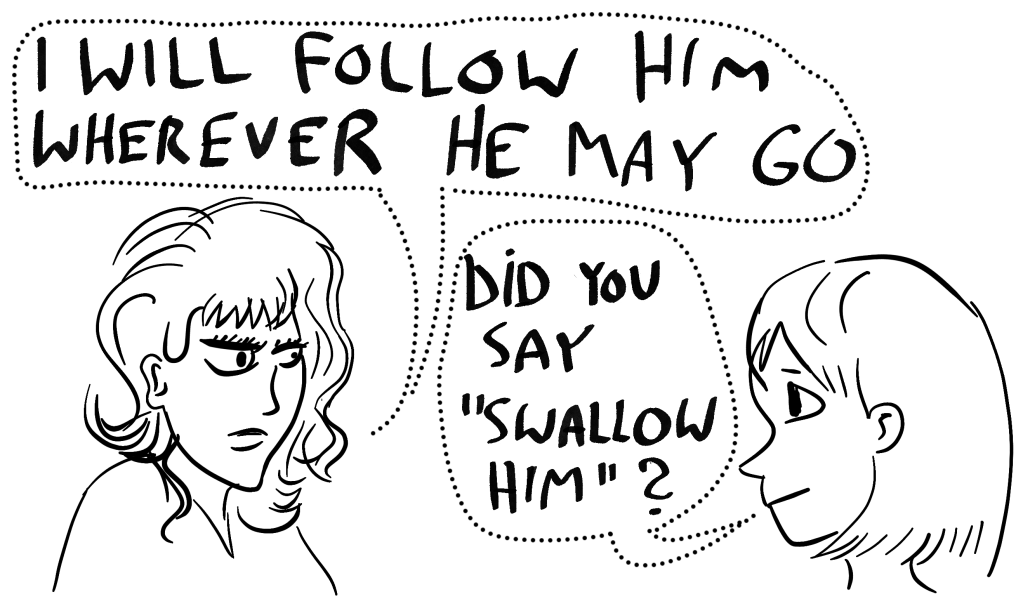 I WILL FOLLOW HIM
WHEREVER HE MAY GO
DID YOU
SAY
"SWALLOW
HIM"?